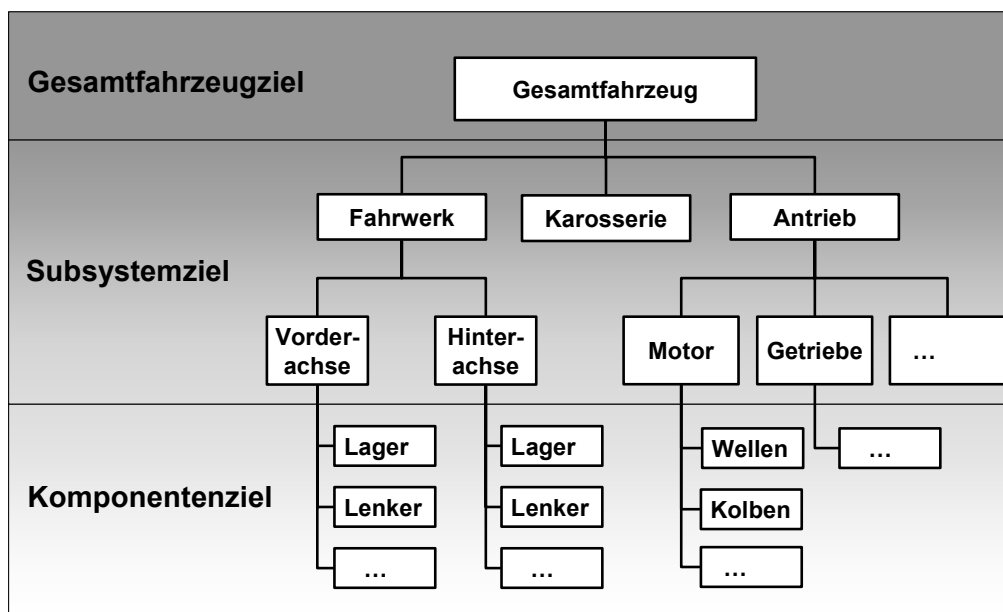 Gesamtfahrzeugziel
Gesamtfahrzeug
Fahrwerk
Karosserie
Antrieb
Subsystemziel
Vorder-
achse
Hinter-
achse
Motor
Getriebe
…
Komponentenziel
Lager
Lenker
…
Lager
Lenker
…
Wellen
Kolben
…
…